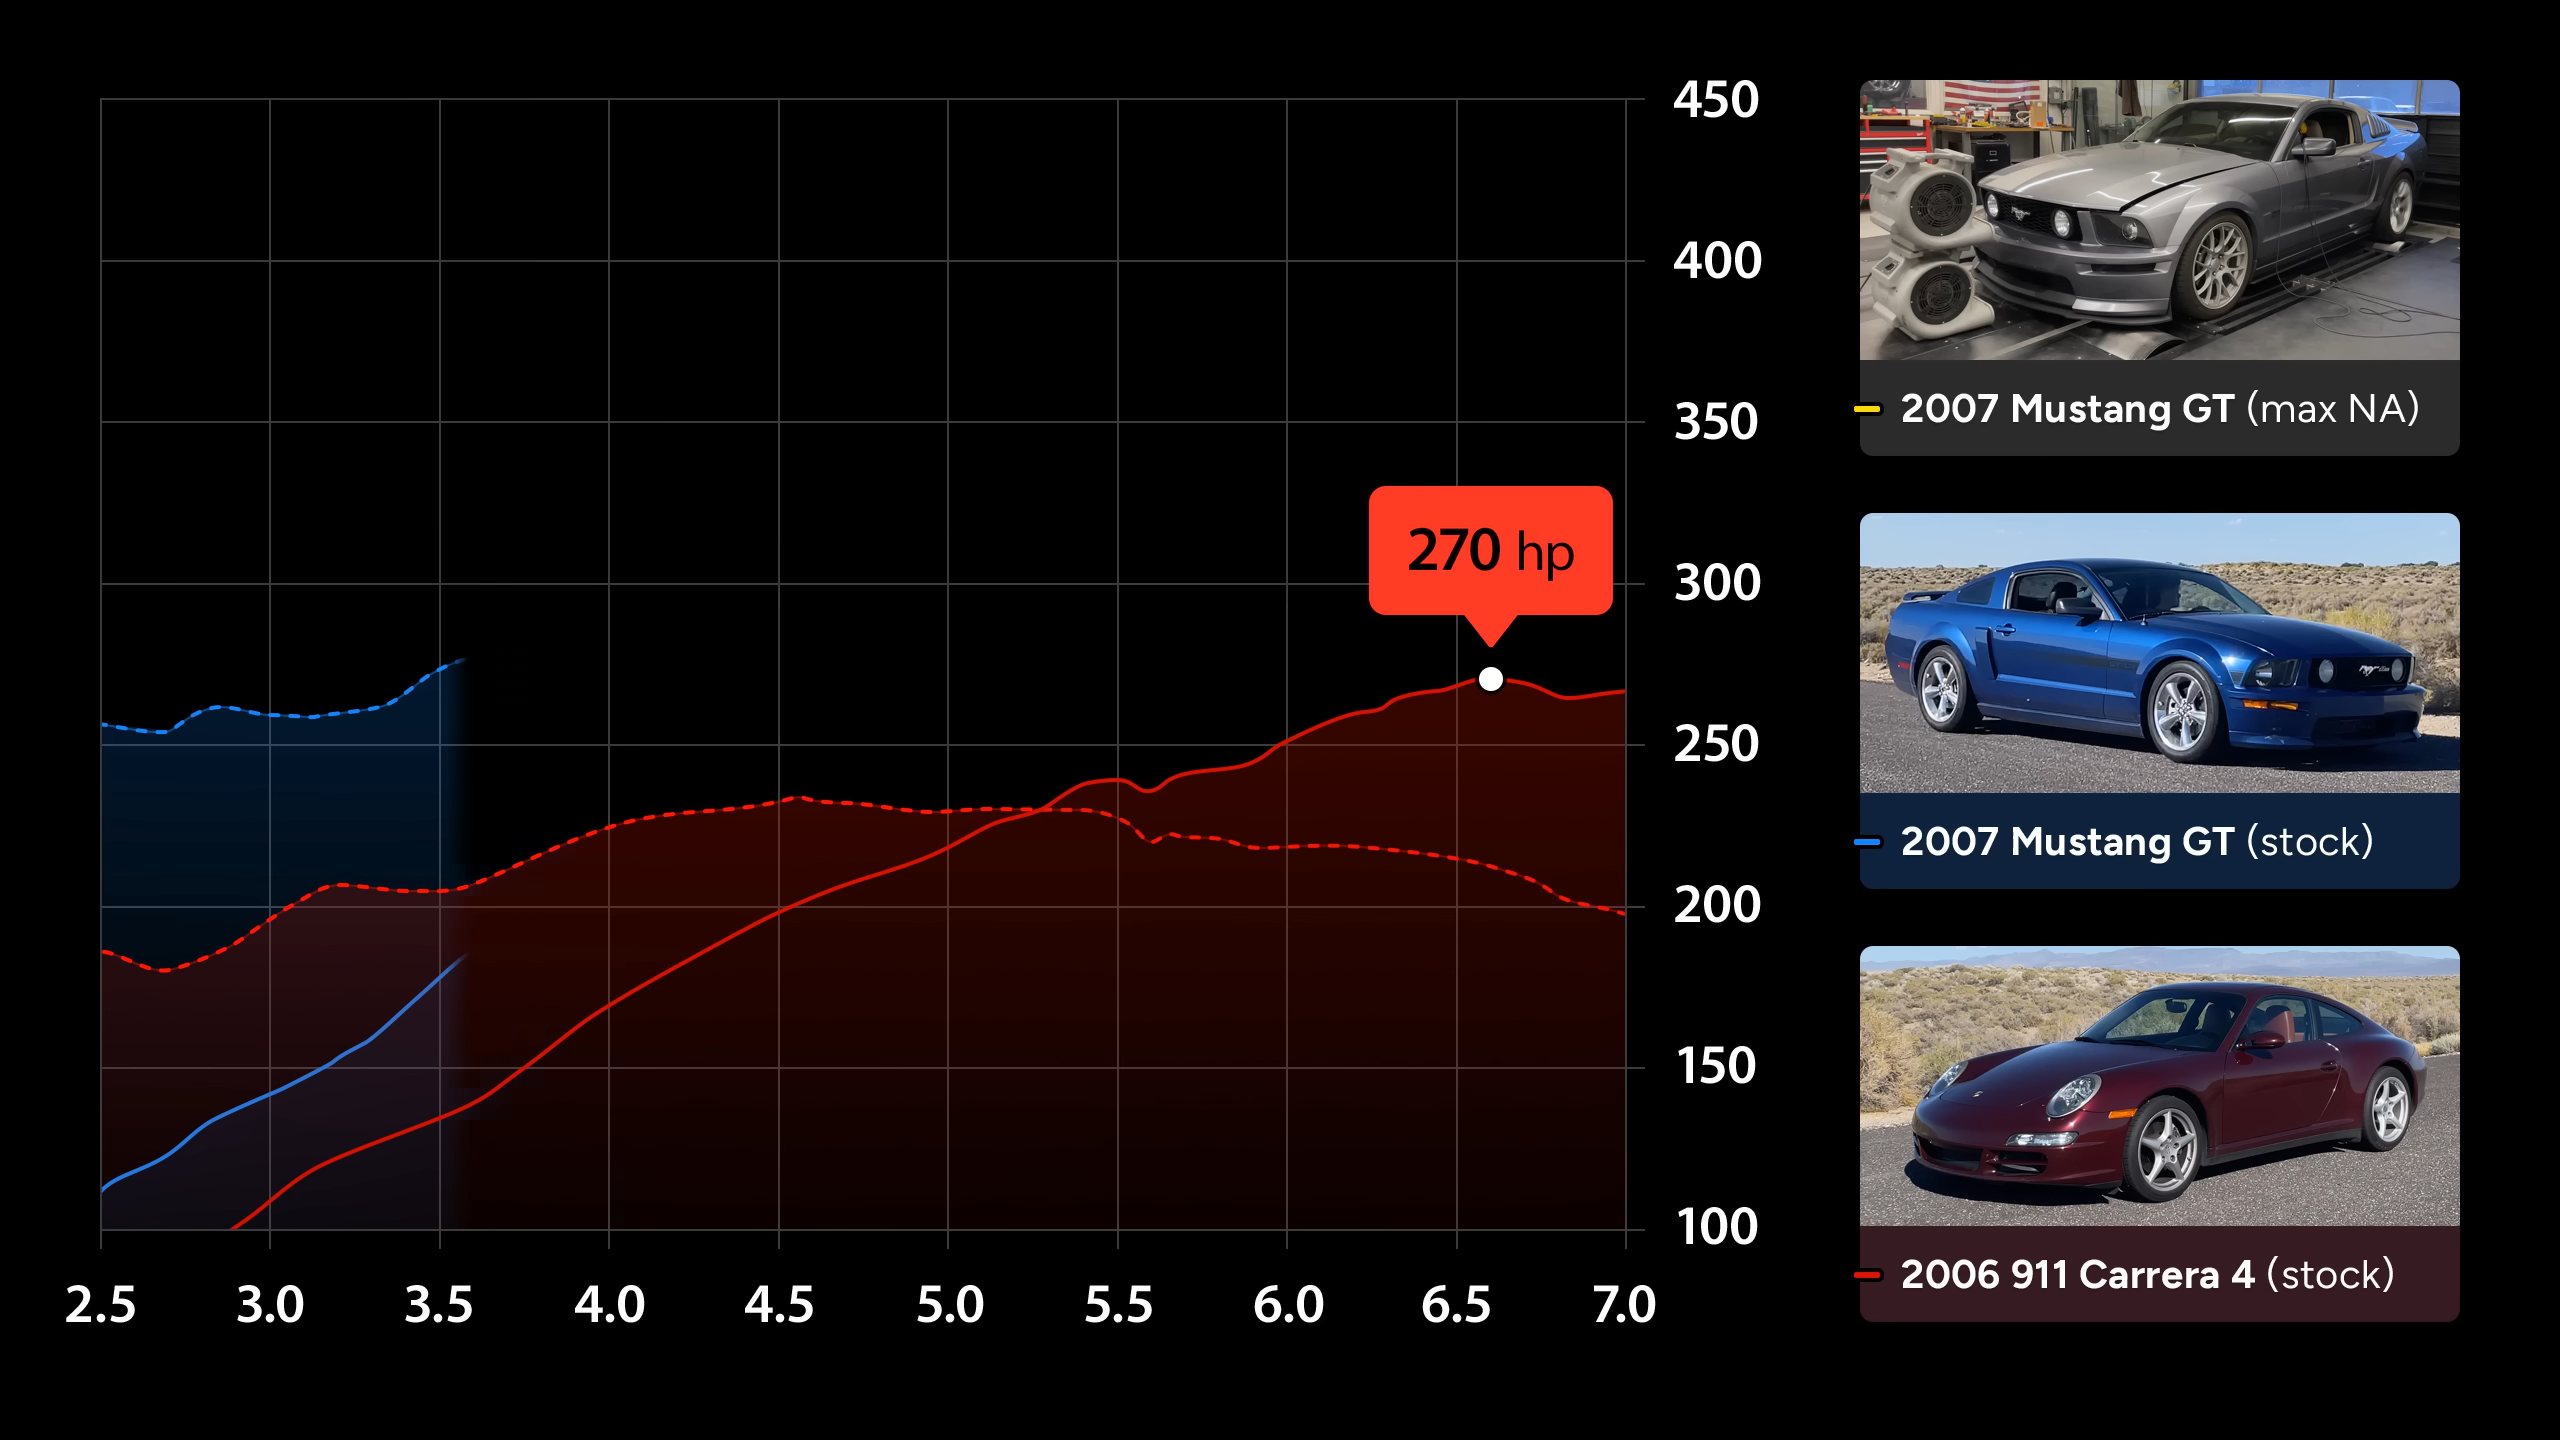 450
400
350
300
250
200
150
100
270 hp
2.5 3.0 3.5 4.0 4.5 5.0 5.5 6.0 6.5 7.0
2007 Mustang GT (max NA)
2007 Mustang GT (stock)
2006 911 Carrera 4 (stock)